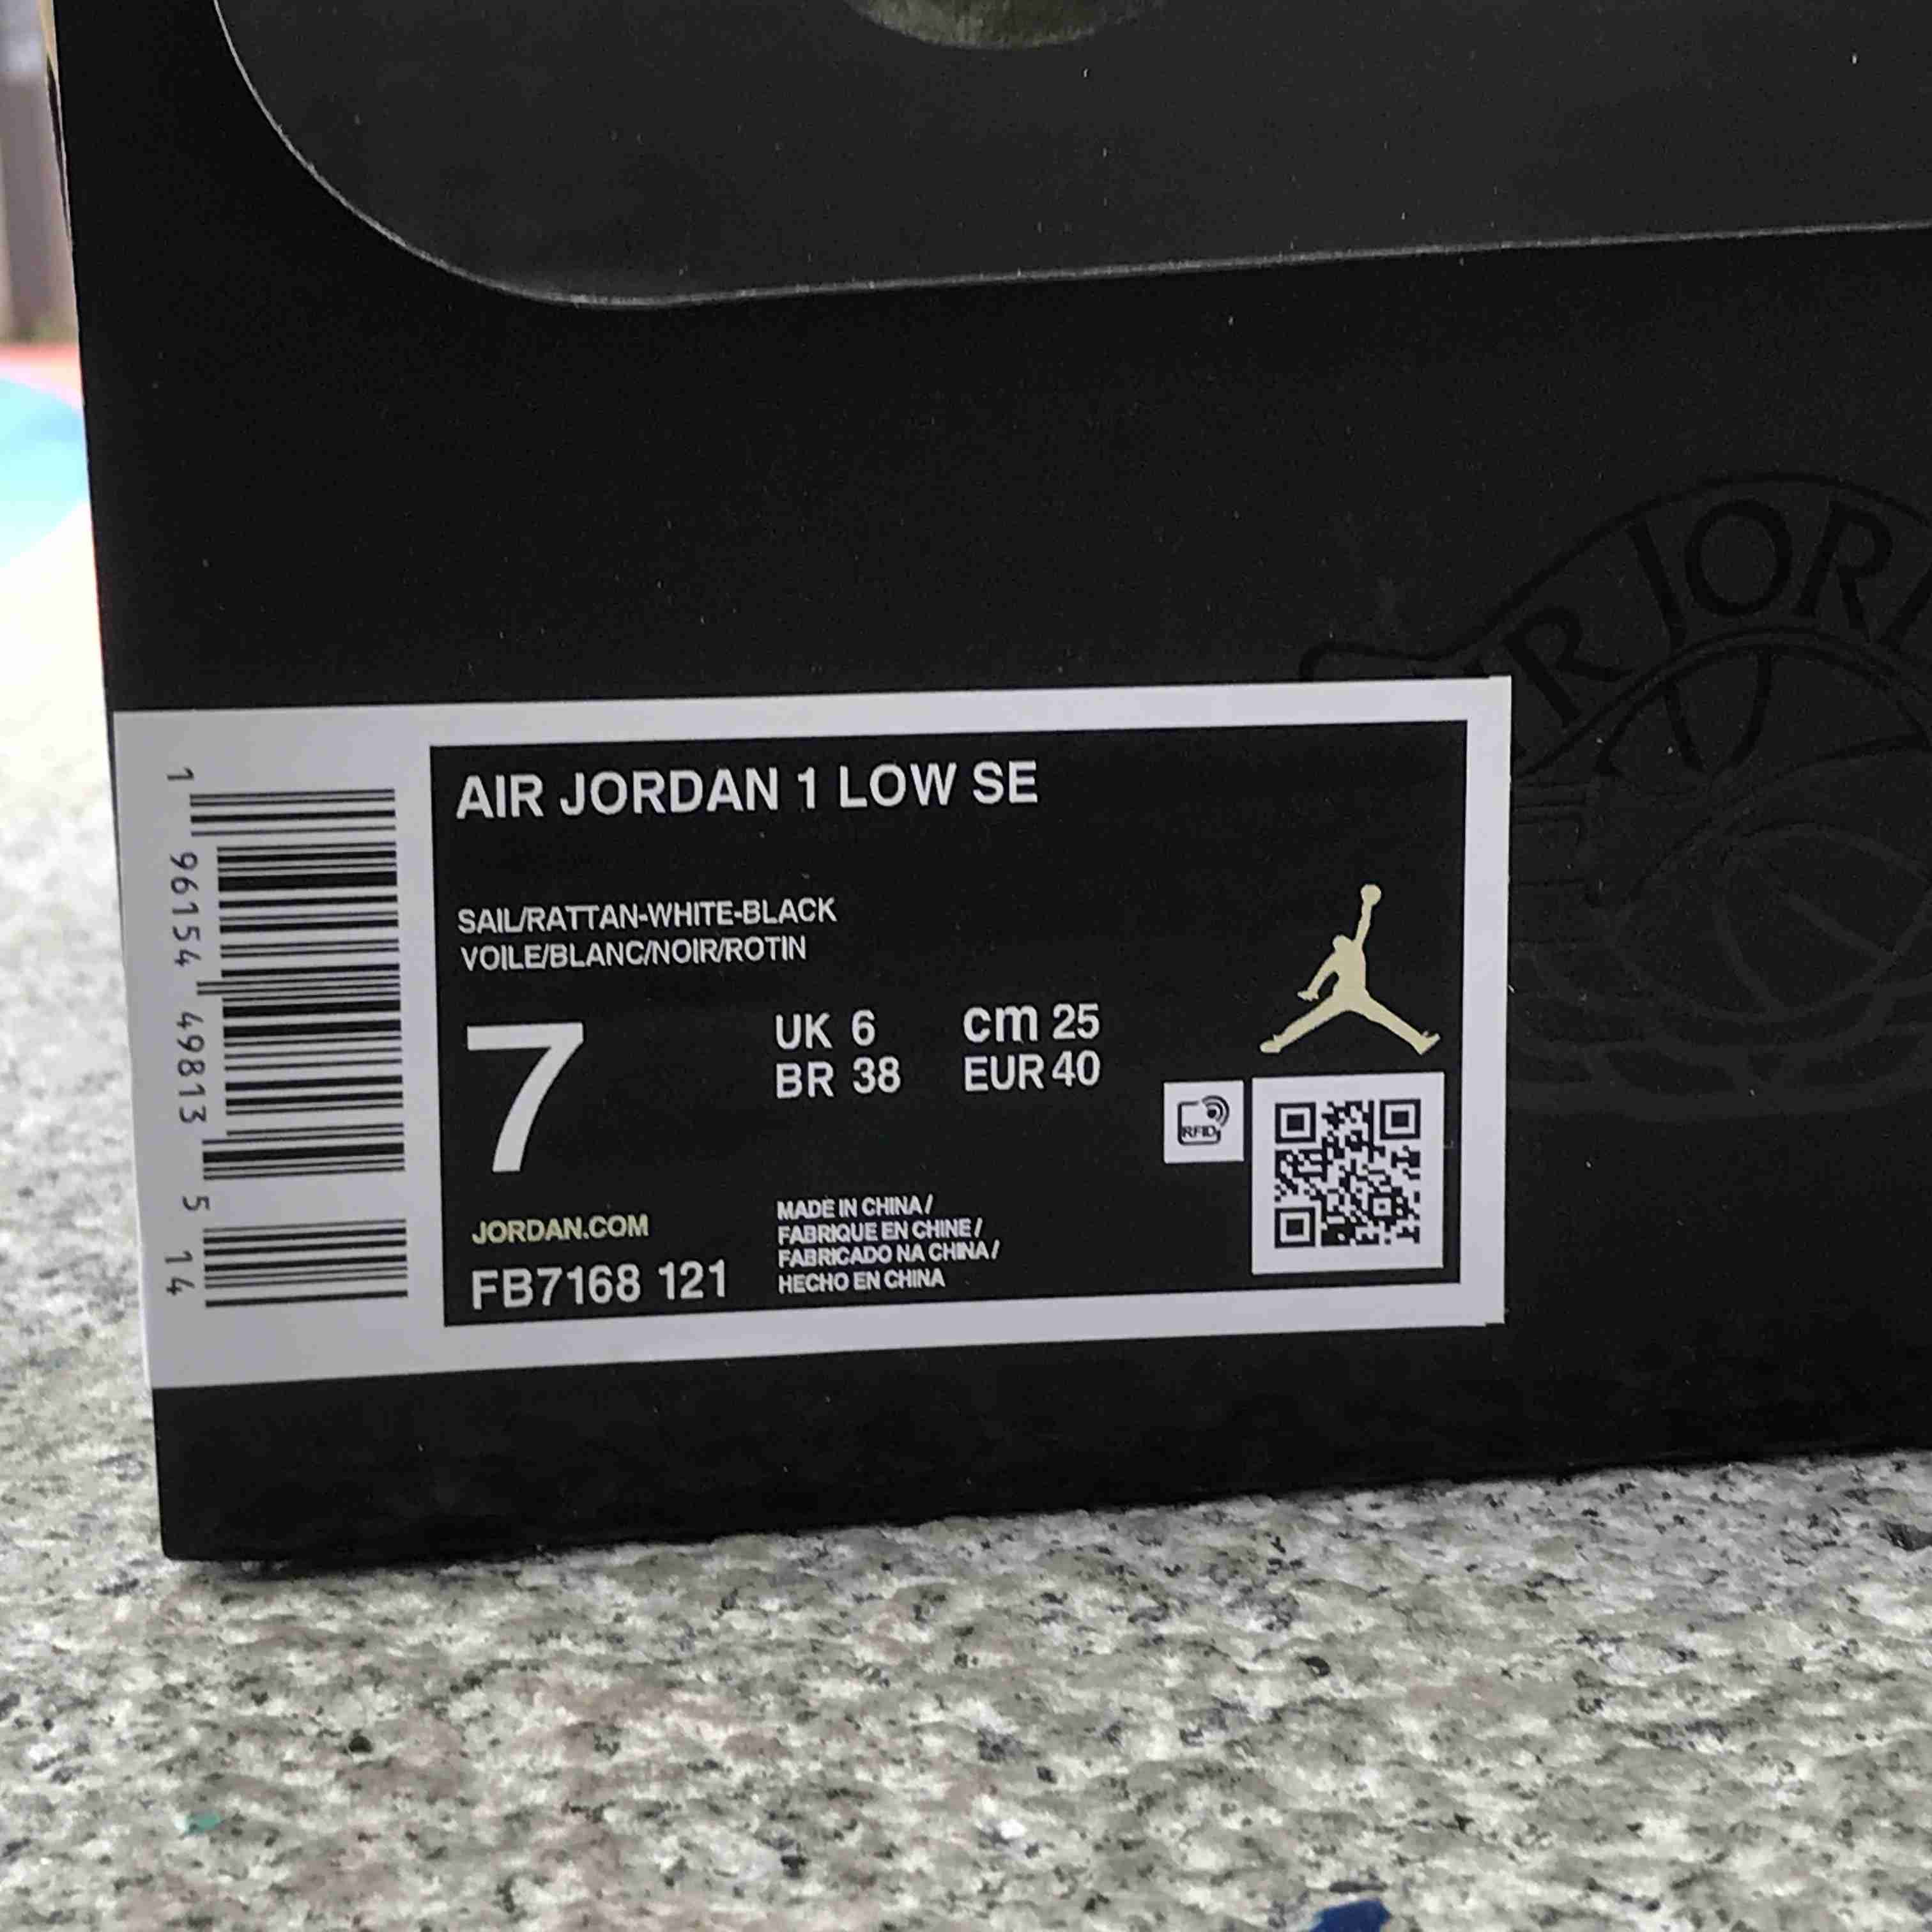 AIR JOR
AIR JORDAN 1 LOW SE
SAIL/RATTAN-WHITE-BLACK
VOILE/BLANC/NOIR/ROTIN
7
UK 6 cm 25
BR 38 EUR 40
RFID
JORDAN.COM
FB7168 121
MADE IN CHINA/
FABRIQUE EN CHINE/
FABRICADO NA CHINA/
HECHO EN CHINA
1 96154 49813 5 14